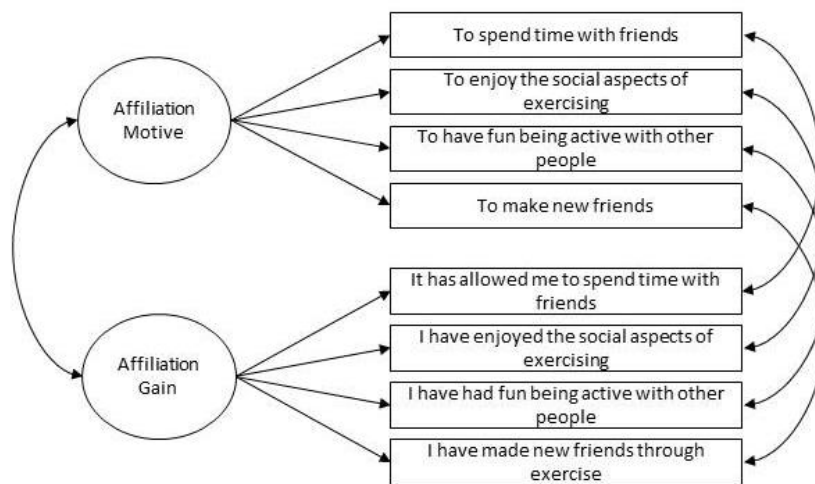 To spend time with friends
To enjoy the social aspects of
exercising
Affiliation
Motive
To have fun being active with other
people
To make new friends
It has allowed me to spend time with
friends
I have enjoyed the social aspects of
exercising
Affiliation
Gain
I have had fun being active with other
people
I have made new friends through
exercise